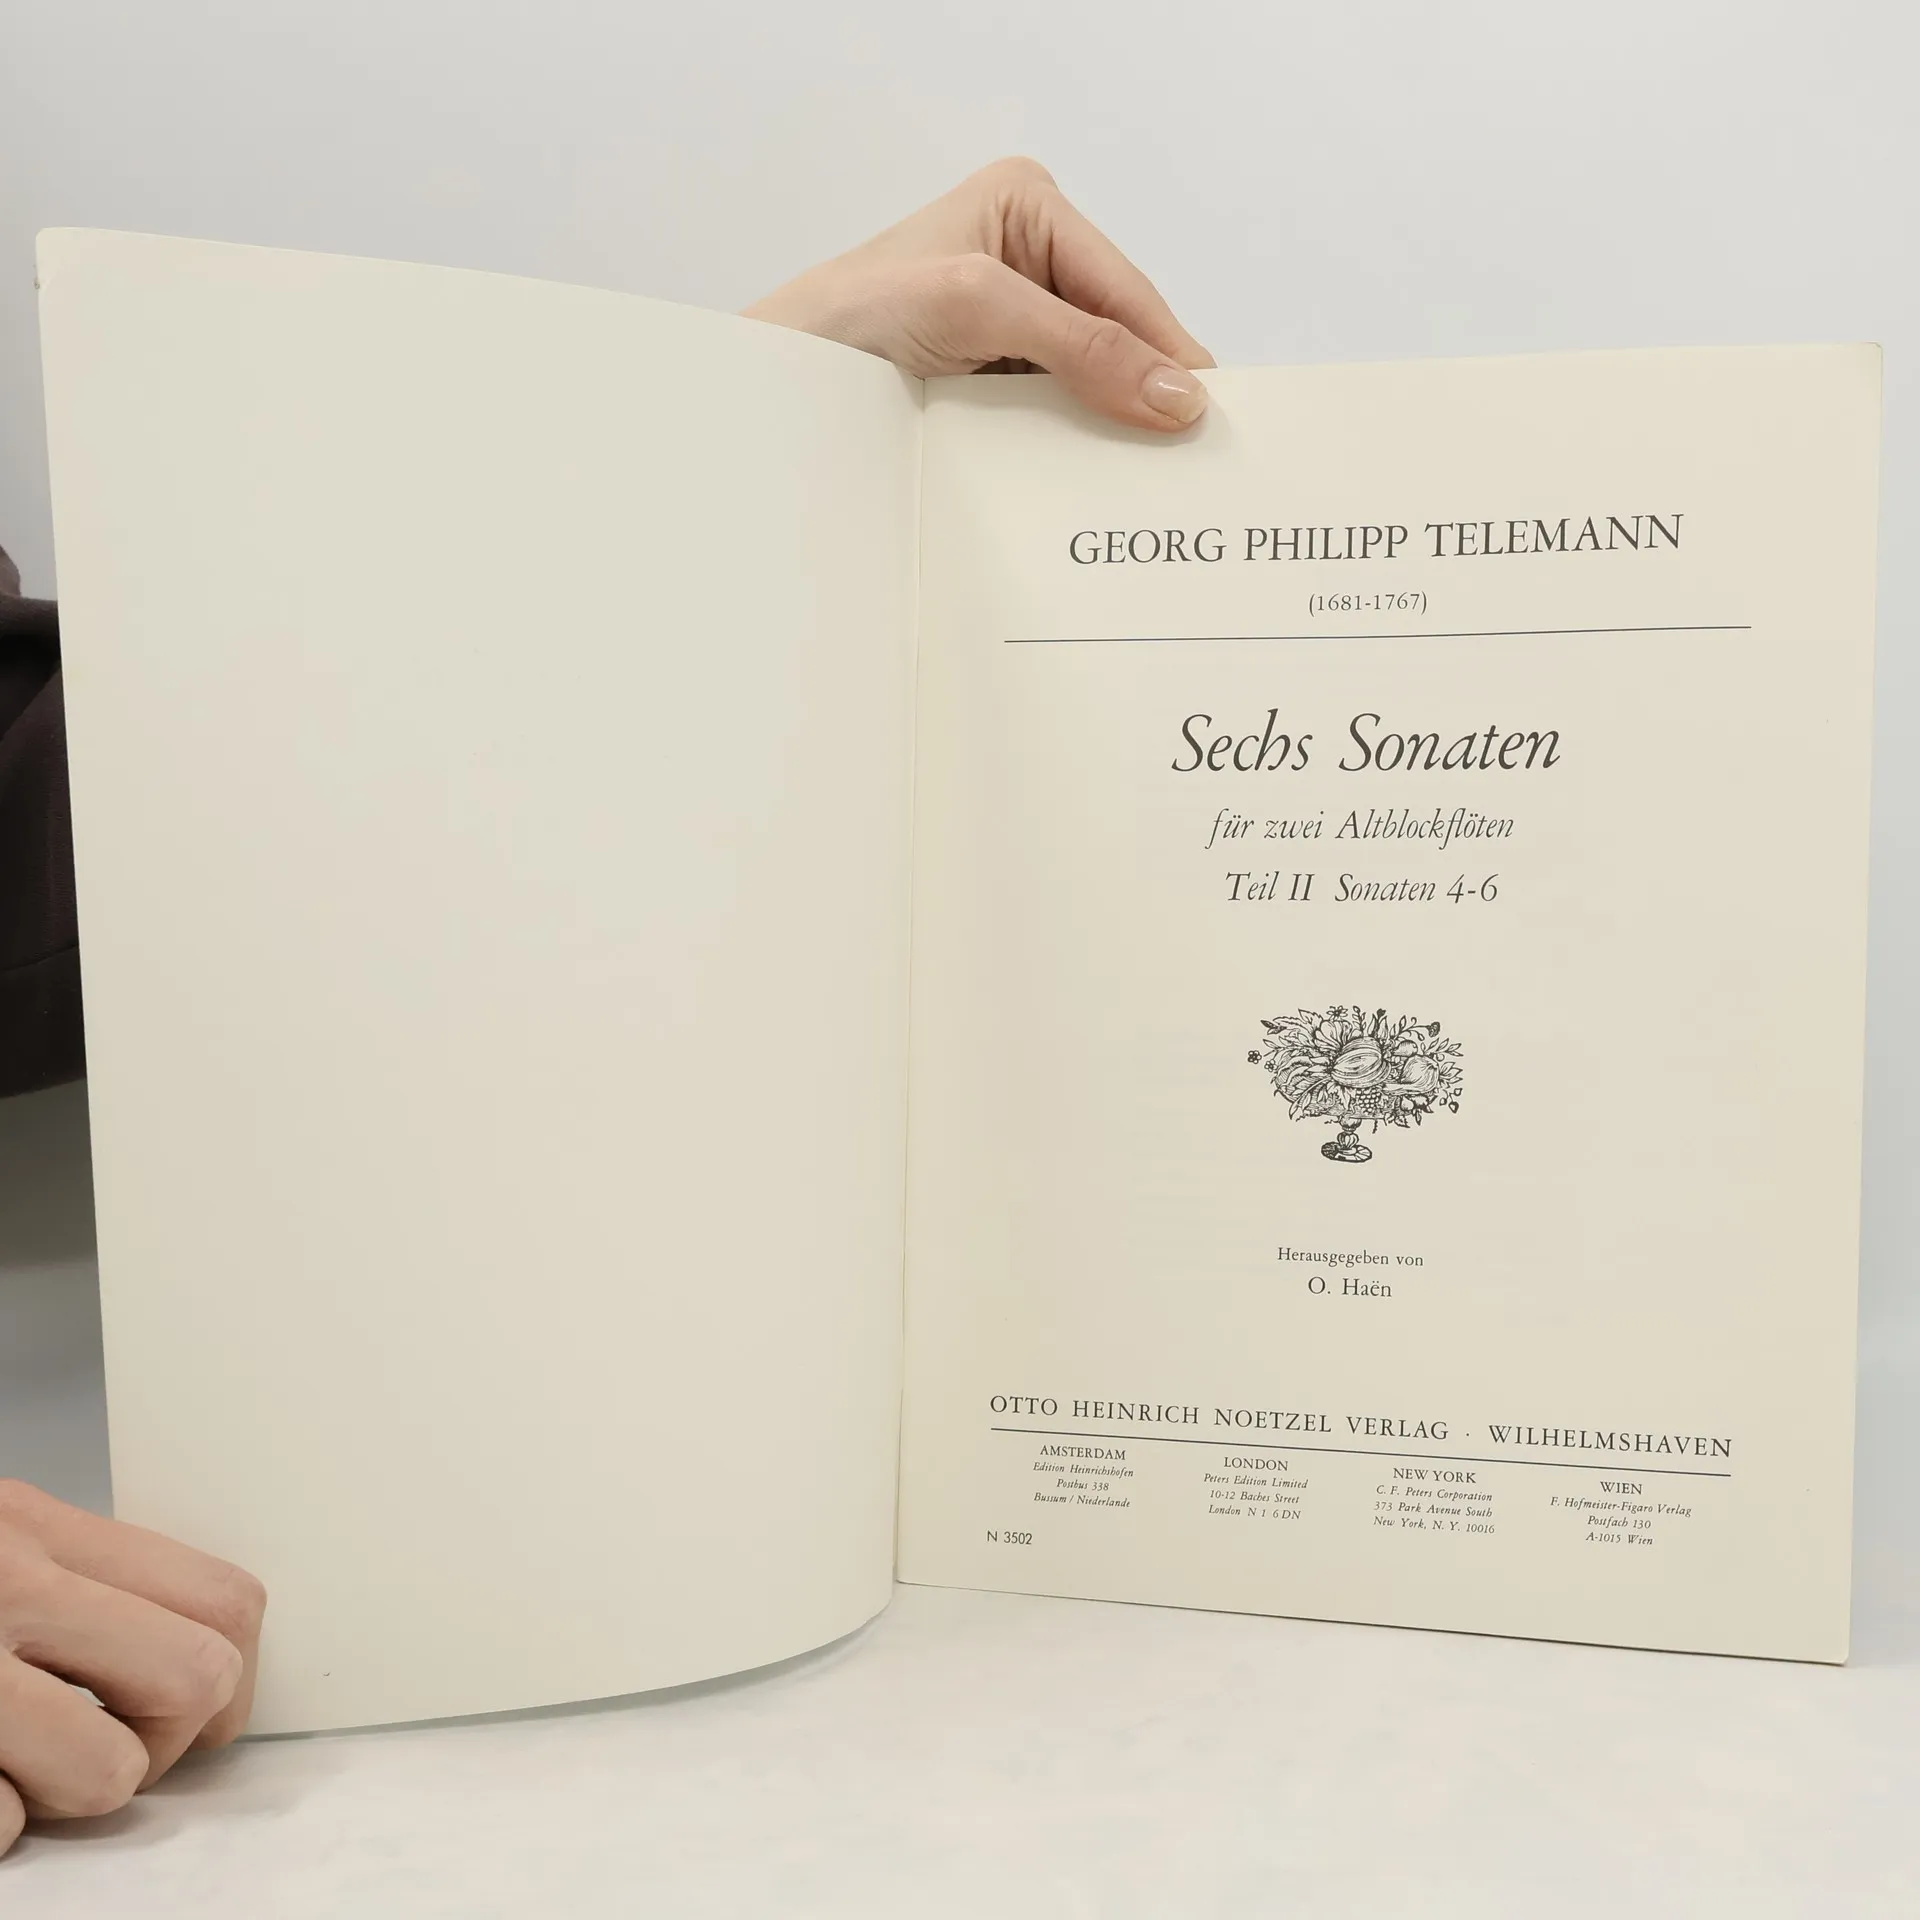 GEORG PHILIPP TELEMANN
(1681-1767)
Sechs Sonaten
für zwei Altblockflöten
Teil II Sonaten 4-6
Herausgegeben von
O. Haën
OTTO HEINRICH NOETZEL VERLAG · WILHELMSHAVEN
AMSTERDAM
Edition Heinrichshofen
Postbus 338
Bussum / Niederlande
LONDON
Peters Edition Limited
10-12 Baches Street
London N 1 6 DN
NEW YORK
C. F. Peters Corporation
373 Park Avenue South
New York, N. Y. 10016
WIEN
F. Hofmeister-Figaro Verlag
Postfach 130
A-1015 Wien
N 3502